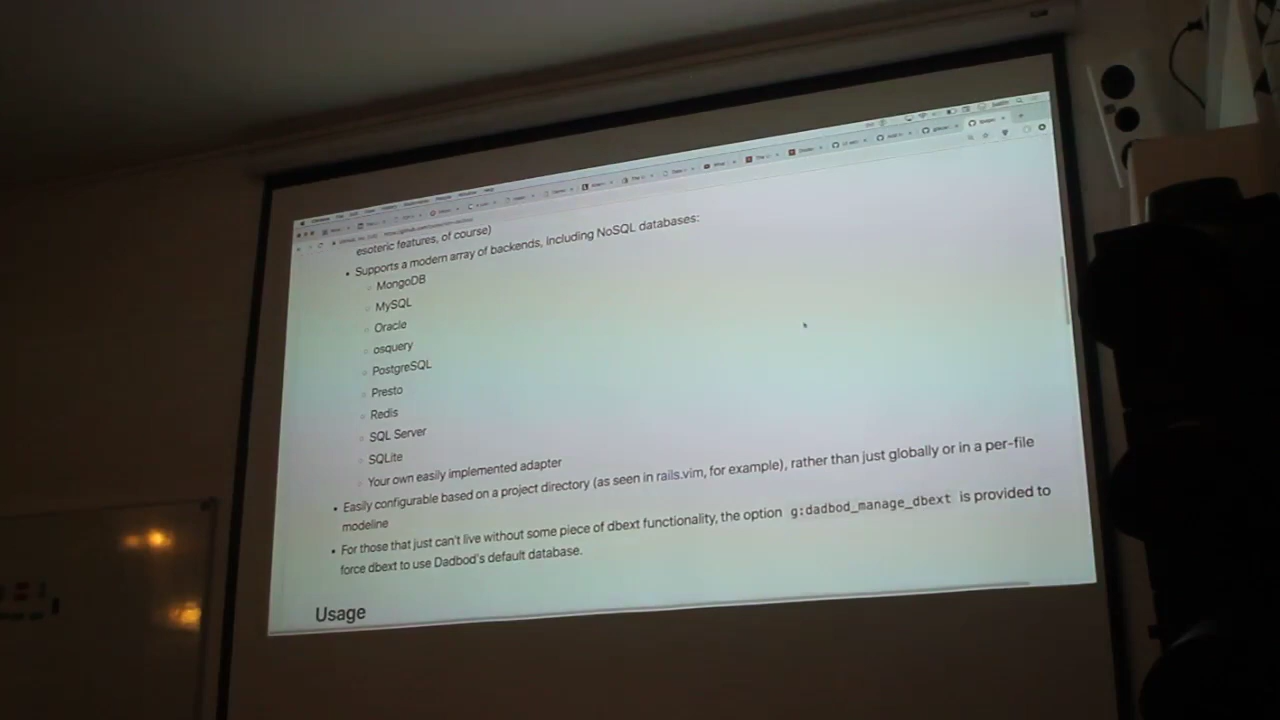 esoteric features, of course)
• Supports a modern array of backends, including NoSQL databases:
○ MongoDB
○ MySQL
○ Oracle
○ osquery
○ PostgreSQL
○ Presto
○ Redis
○ SQL Server
○ SQLite
○ Your own easily implemented adapter
• Easily configurable based on a project directory (as seen in rails.vim, for example), rather than just globally or in a per-file
modeline
• For those that just can't live without some piece of dbext functionality, the option g:dadbod_manage_dbext is provided to
force dbext to use Dadbod's default database.
Usage